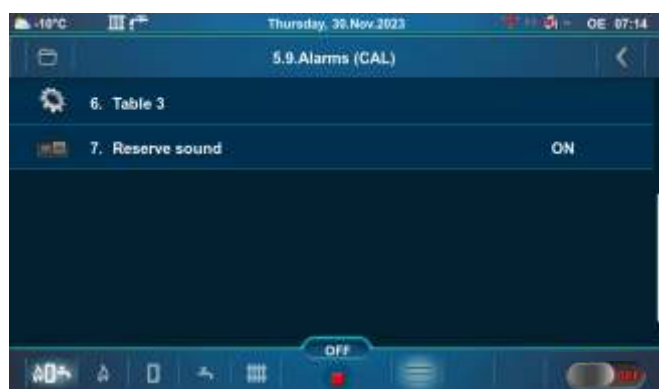 -10°C Thursday, 30.Nov.2023 OE 07:14
5.9.Alarms (CAL)
6. Table 3
7. Reserve sound ON
OFF
OFF